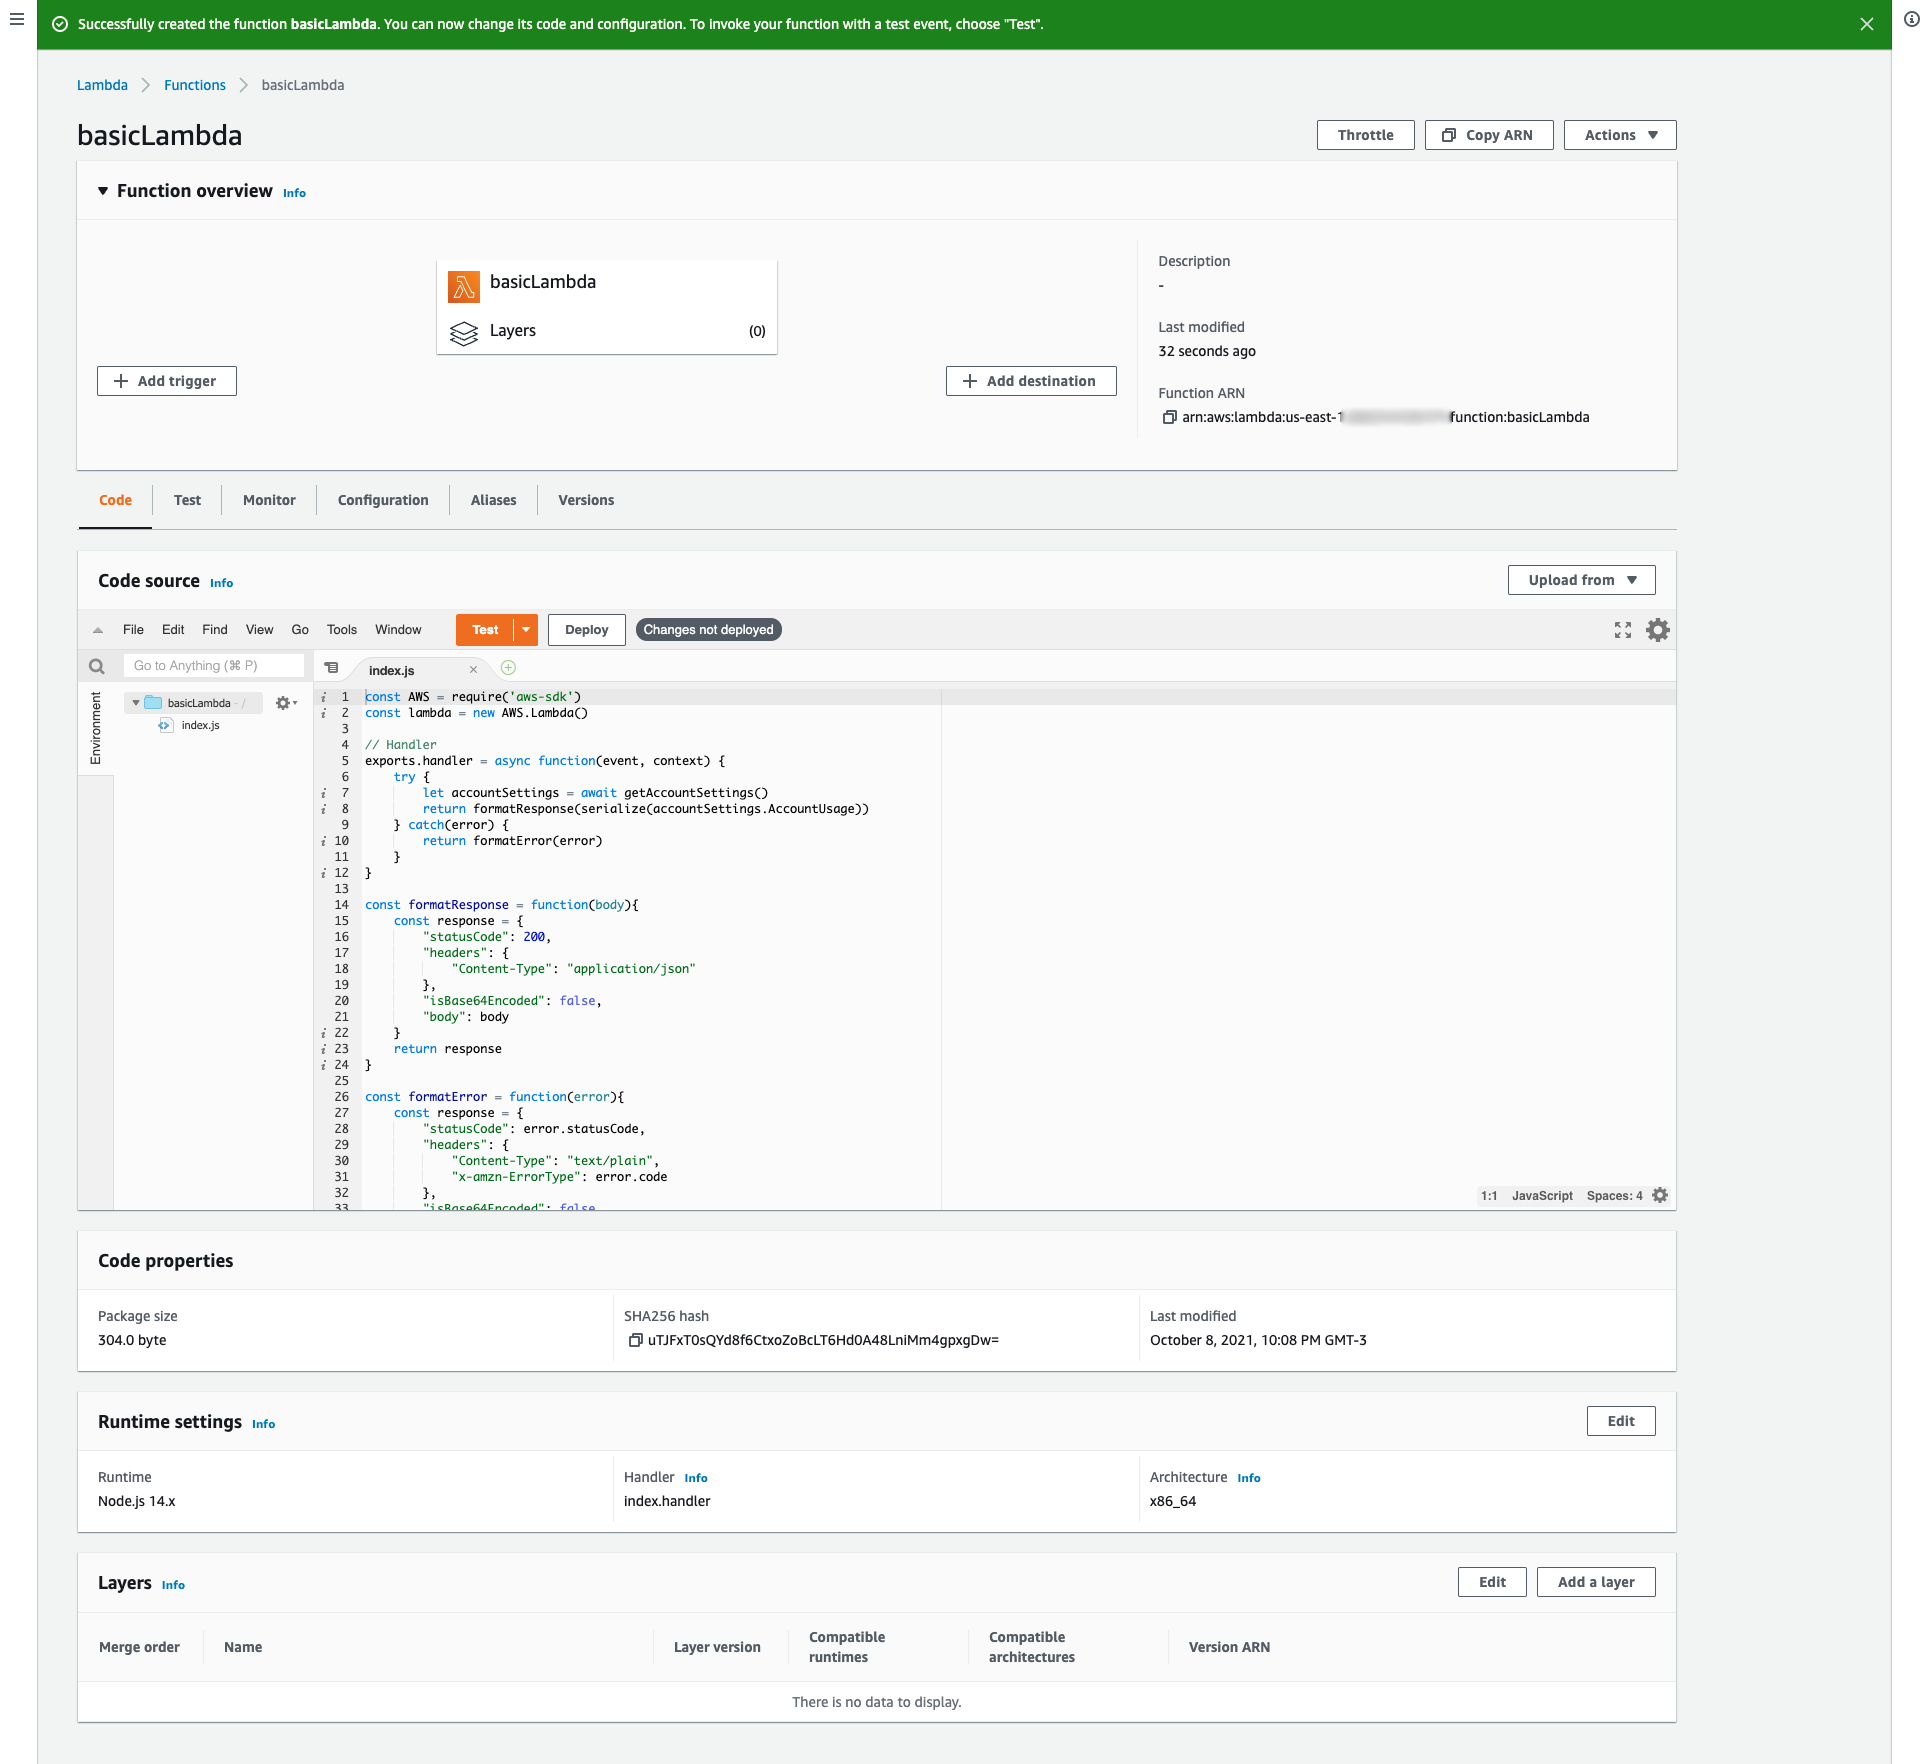 Successfully created the function basicLambda. You can now change its code and configuration. To invoke your function with a test event, choose "Test".
Lambda > Functions > basicLambda
basicLambda
Throttle
Copy ARN
Actions
Function overview Info
basicLambda
Layers (0)
Add trigger
Add destination
Description
-
Last modified
32 seconds ago
Function ARN
arn:aws:lambda:us-east-1 function:basicLambda
Code Test Monitor Configuration Aliases Versions
Code source Info
Upload from
File Edit Find View Go Tools Window Test Deploy Changes not deployed
Go to Anything (⌘ P)
index.js
Environment
basicLambda - /
index.js
1 const AWS = require('aws-sdk')
2 const lambda = new AWS.Lambda()
3
4 // Handler
5 exports.handler = async function(event, context) {
6     try {
7         let accountSettings = await getAccountSettings()
8         return formatResponse(serialize(accountSettings.AccountUsage))
9     } catch(error) {
10         return formatError(error)
11     }
12 }
13
14 const formatResponse = function(body){
15     const response = {
16         "statusCode": 200,
17         "headers": {
18             "Content-Type": "application/json"
19         },
20         "isBase64Encoded": false,
21         "body": body
22     }
23     return response
24 }
25
26 const formatError = function(error){
27     const response = {
28         "statusCode": error.statusCode,
29         "headers": {
30             "Content-Type": "text/plain",
31             "x-amzn-ErrorType": error.code
32         },
33         "isBase64Encoded": false
1:1 JavaScript Spaces: 4
Code properties
Package size
304.0 byte
SHA256 hash
uTJFxT0sQYd8f6CtxoZoBcLT6Hd0A48LniMm4gpxgDw=
Last modified
October 8, 2021, 10:08 PM GMT-3
Runtime settings Info
Edit
Runtime
Node.js 14.x
Handler Info
index.handler
Architecture Info
x86_64
Layers Info
Edit
Add a layer
Merge order
Name
Layer version
Compatible
runtimes
Compatible
architectures
Version ARN
There is no data to display.